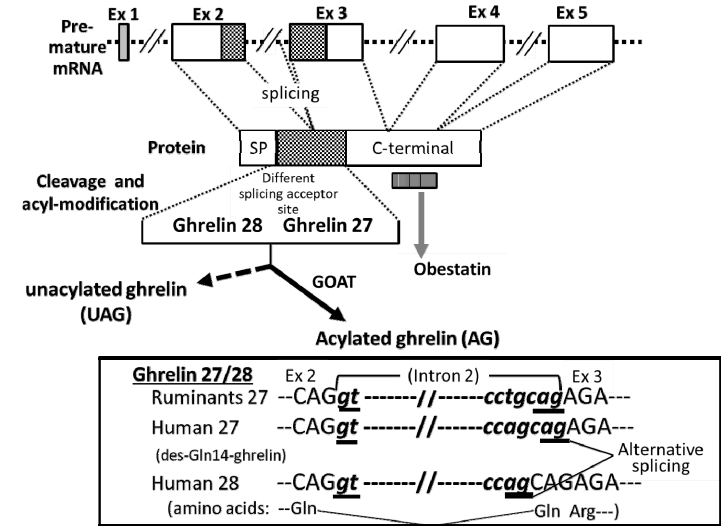 Ex 1 Ex 2 Ex 3 Ex 4 Ex 5
Pre-
mature
mRNA
splicing
Protein
SP
C-terminal
Cleavage and
acyl-modification
Different
splicing acceptor
site
Ghrelin 28 Ghrelin 27
Obestatin
GOAT
unacylated ghrelin
(UAG)
Acylated ghrelin (AG)
Ghrelin 27/28
Ex 2 (Intron 2) Ex 3
Ruminants 27 --CAGgt -------//------cctgcagAGA---
Human 27 --CAGgt -------//------ccagcagAGA---
(des-Gln14-ghrelin)
Alternative
splicing
Human 28 --CAGgt -------//------ccagCAGAGA---
(amino acids: --Gln Gln Arg---)